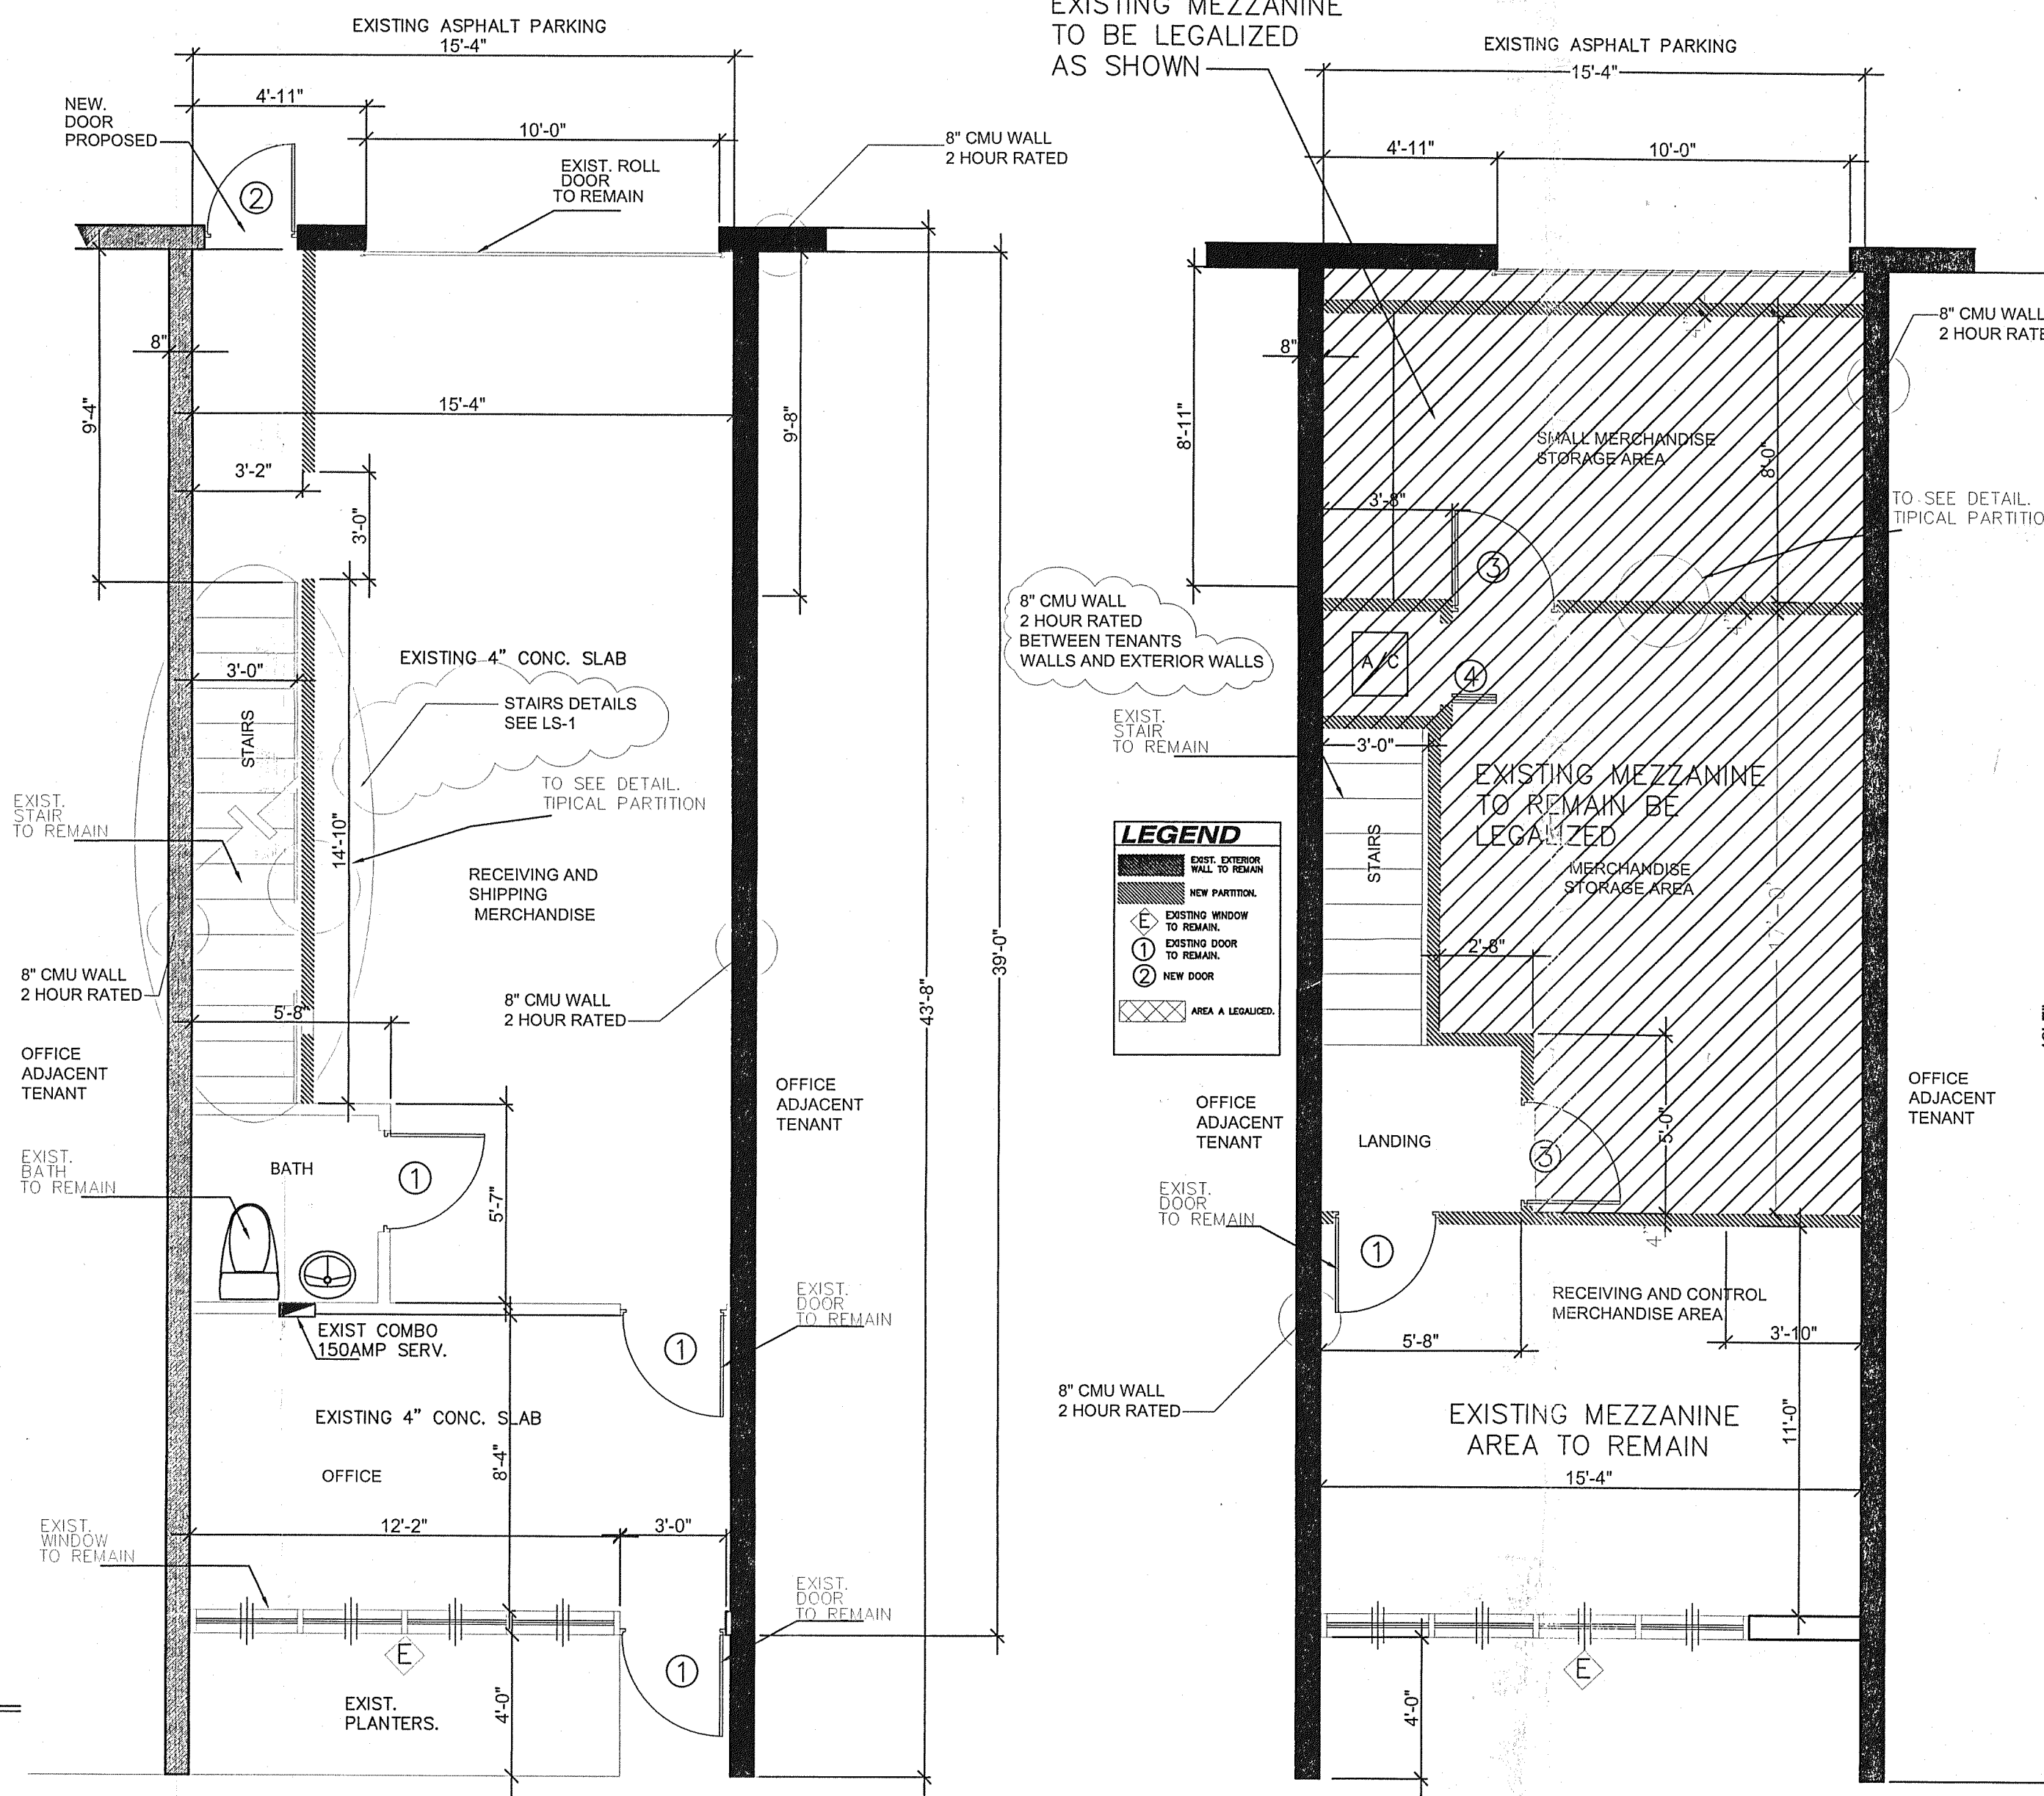 EXISTING ASPHALT PARKING
15'-4"
4'-11"
10'-0"
NEW.
DOOR
PROPOSED
2
EXIST. ROLL
DOOR
TO REMAIN
8" CMU WALL
2 HOUR RATED
8"
9'-4"
15'-4"
9'-8"
3'-2"
3'-0"
EXISTING 4" CONC. SLAB
3'-0"
STAIRS
STAIRS DETAILS
SEE LS-1
TO SEE DETAIL.
TIPICAL PARTITION
EXIST.
STAIR
TO REMAIN
14'-10"
RECEIVING AND
SHIPPING
MERCHANDISE
8" CMU WALL
2 HOUR RATED
8" CMU WALL
2 HOUR RATED
5'-8"
43'-8"
39'-0"
OFFICE
ADJACENT
TENANT
OFFICE
ADJACENT
TENANT
EXIST.
BATH
TO REMAIN
BATH
1
5'-7"
EXIST.
DOOR
TO REMAIN
EXIST COMBO
150AMP SERV.
1
EXISTING 4" CONC. SLAB
8'-4"
OFFICE
12'-2"
3'-0"
EXIST.
WINDOW
TO REMAIN
EXIST.
DOOR
TO REMAIN
E
1
EXIST.
PLANTERS.
4'-0"
EXISTING MEZZANINE
TO BE LEGALIZED
AS SHOWN
EXISTING ASPHALT PARKING
15'-4"
4'-11"
10'-0"
8" CMU WALL
2 HOUR RATE
8"
4"
8'-11"
SMALL MERCHANDISE
STORAGE AREA
8'-0"
3'-8"
TO SEE DETAIL.
TIPICAL PARTITIO
3
8" CMU WALL
2 HOUR RATED
BETWEEN TENANTS
WALLS AND EXTERIOR WALLS
4"
A/C
4
EXIST.
STAIR
TO REMAIN
3'-0"
EXISTING MEZZANINE
TO REMAIN BE
LEGALIZED
MERCHANDISE
STORAGE AREA
STAIRS
17'-0"
LEGEND
EXIST. EXTERIOR
WALL TO REMAIN
NEW PARTITION.
E
EXISTING WINDOW
TO REMAIN.
1
EXISTING DOOR
TO REMAIN.
2
NEW DOOR
AREA A LEGALICED.
2'-8"
OFFICE
ADJACENT
TENANT
OFFICE
ADJACENT
TENANT
LANDING
5'-0"
3
EXIST.
DOOR
TO REMAIN
1
4"
RECEIVING AND CONTROL
MERCHANDISE AREA
5'-8"
3'-10"
8" CMU WALL
2 HOUR RATED
EXISTING MEZZANINE
AREA TO REMAIN
11'-0"
15'-4"
E
4'-0"